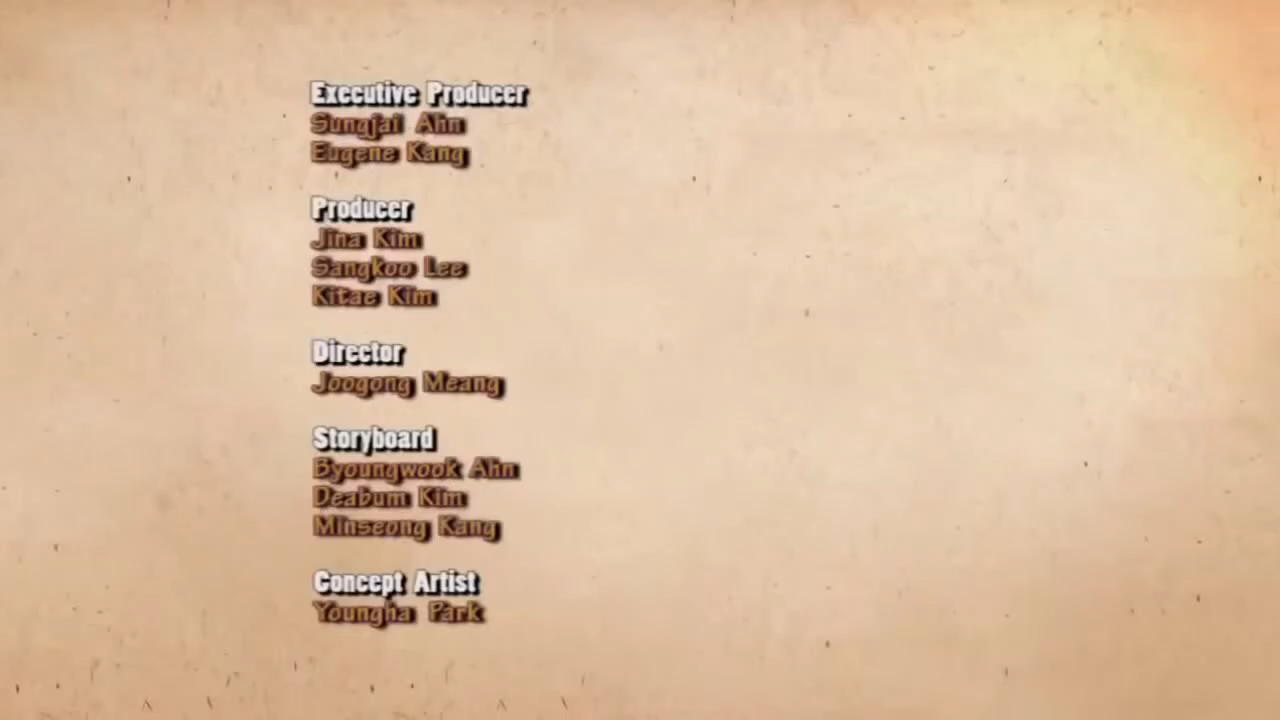 Executive Producer
Sungjai Ahn
Eugene Kang
Producer
Jina Kim
Sangkoo Lee
Kitae Kim
Director
Joogong Meang
Storyboard
Byoungwook Ahn
Deabum Kim
Minseong Kang
Concept Artist
Youngha Park